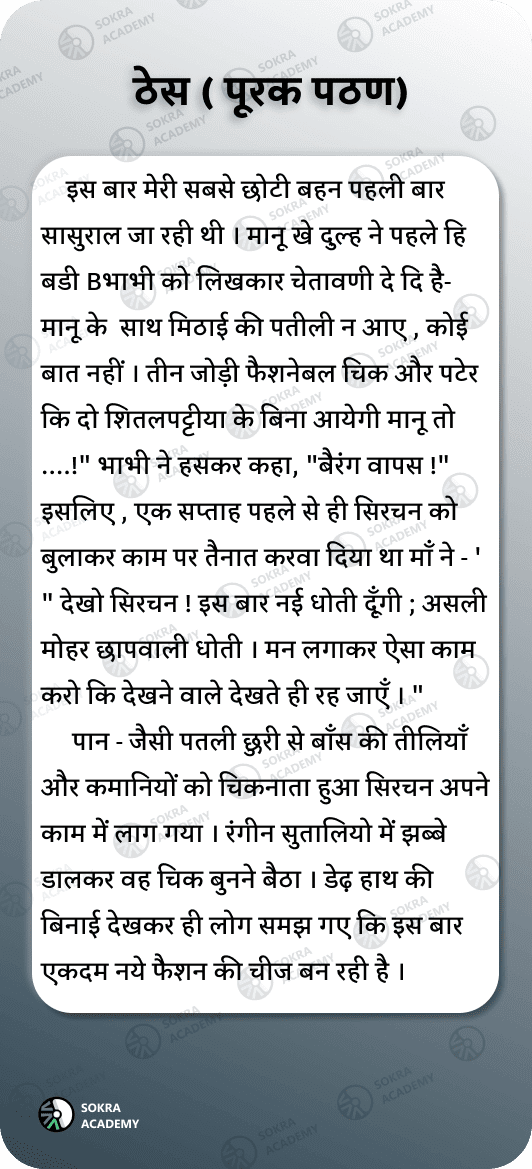 ठेस ( पूरक पठण)
इस बार मेरी सबसे छोटी बहन पहली बार
सासुराल जा रही थी । मानू खे दुल्ह ने पहले हि
बडी Bभाभी को लिखकार चेतावणी दे दि है-
मानू के साथ मिठाई की पतीली न आए , कोई
बात नहीं । तीन जोड़ी फैशनेबल चिक और पटेर
कि दो शितलपट्टीया के बिना आयेगी मानू तो
....!" भाभी ने हसकर कहा, "बैरंग वापस !"
इसलिए , एक सप्ताह पहले से ही सिरचन को
बुलाकर काम पर तैनात करवा दिया था माँ ने - '
" देखो सिरचन ! इस बार नई धोती दूँगी ; असली
मोहर छापवाली धोती । मन लगाकर ऐसा काम
करो कि देखने वाले देखते ही रह जाएँ । "
पान - जैसी पतली छुरी से बाँस की तीलियाँ
और कमानियों को चिकनाता हुआ सिरचन अपने
काम में लाग गया । रंगीन सुतालियो में झब्बे
डालकर वह चिक बुनने बैठा । डेढ़ हाथ की
बिनाई देखकर ही लोग समझ गए कि इस बार
एकदम नये फैशन की चीज बन रही है ।
SOKRA
ACADEMY